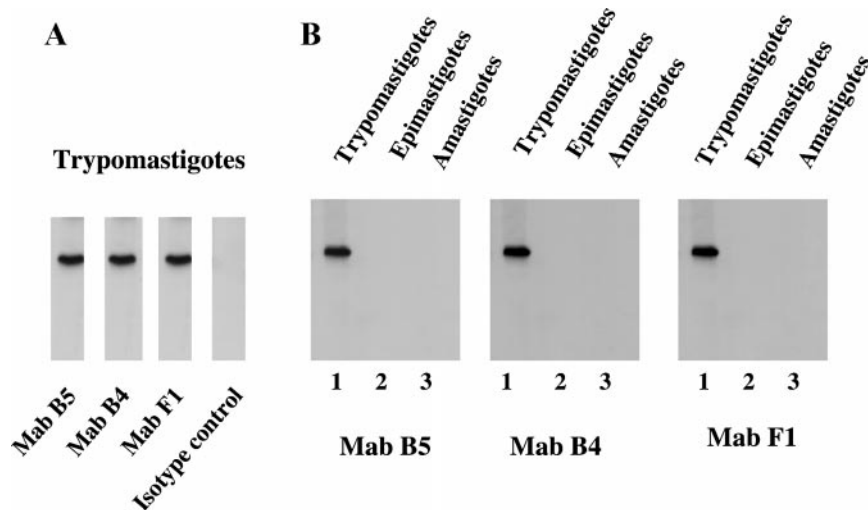 A
Trypomastigotes
Mab B5
Mab B4
Mab F1
Isotype control
B
Trypomastigotes
Epimastigotes
Amastigotes
Trypomastigotes
Epimastigotes
Amastigotes
Trypomastigotes
Epimastigotes
Amastigotes
1 2 3
1 2 3
1 2 3
Mab B5
Mab B4
Mab F1